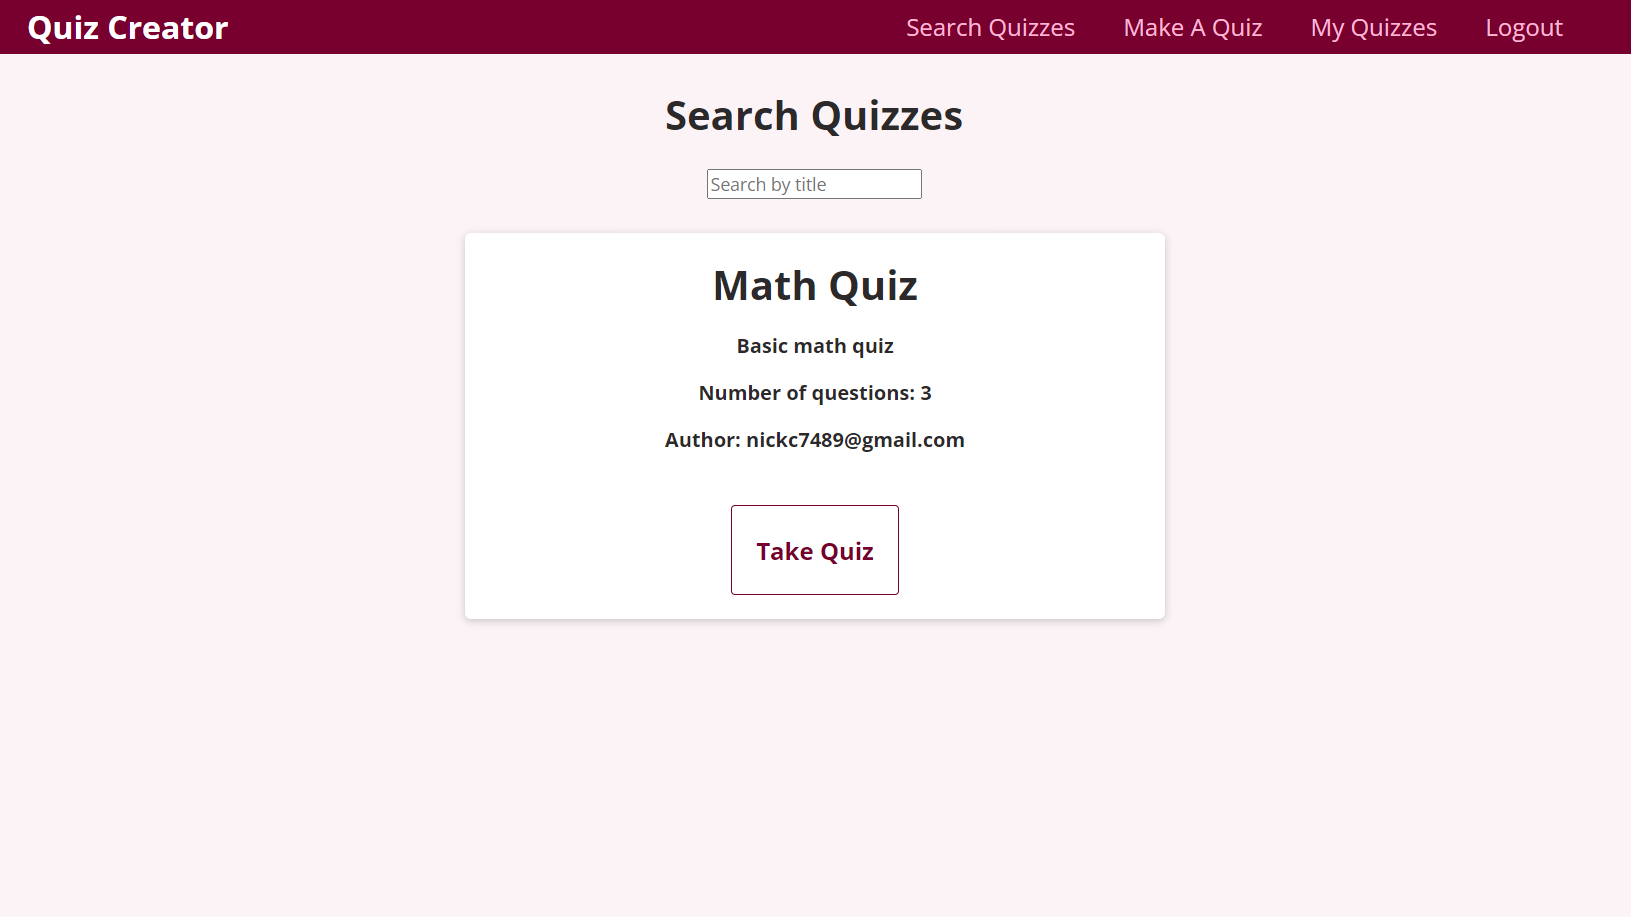 Quiz Creator
Search Quizzes
Make A Quiz
My Quizzes
Logout
Search Quizzes
Search by title
Math Quiz
Basic math quiz
Number of questions: 3
Author: nickc7489@gmail.com
Take Quiz